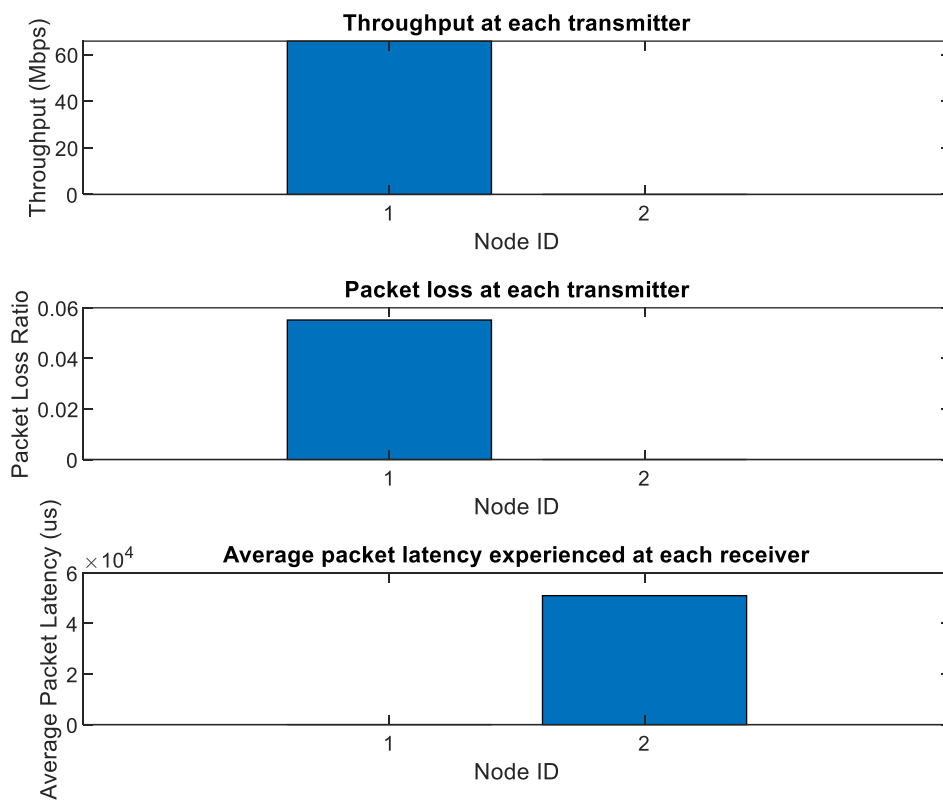 Throughput at each transmitter
Throughput (Mbps)
60
40
20
0
1 2
Node ID
Packet loss at each transmitter
Packet Loss Ratio
0.06
0.04
0.02
0
1 2
Node ID
Average packet latency experienced at each receiver
Average Packet Latency (us)
×10⁴
6
4
2
0
1 2
Node ID